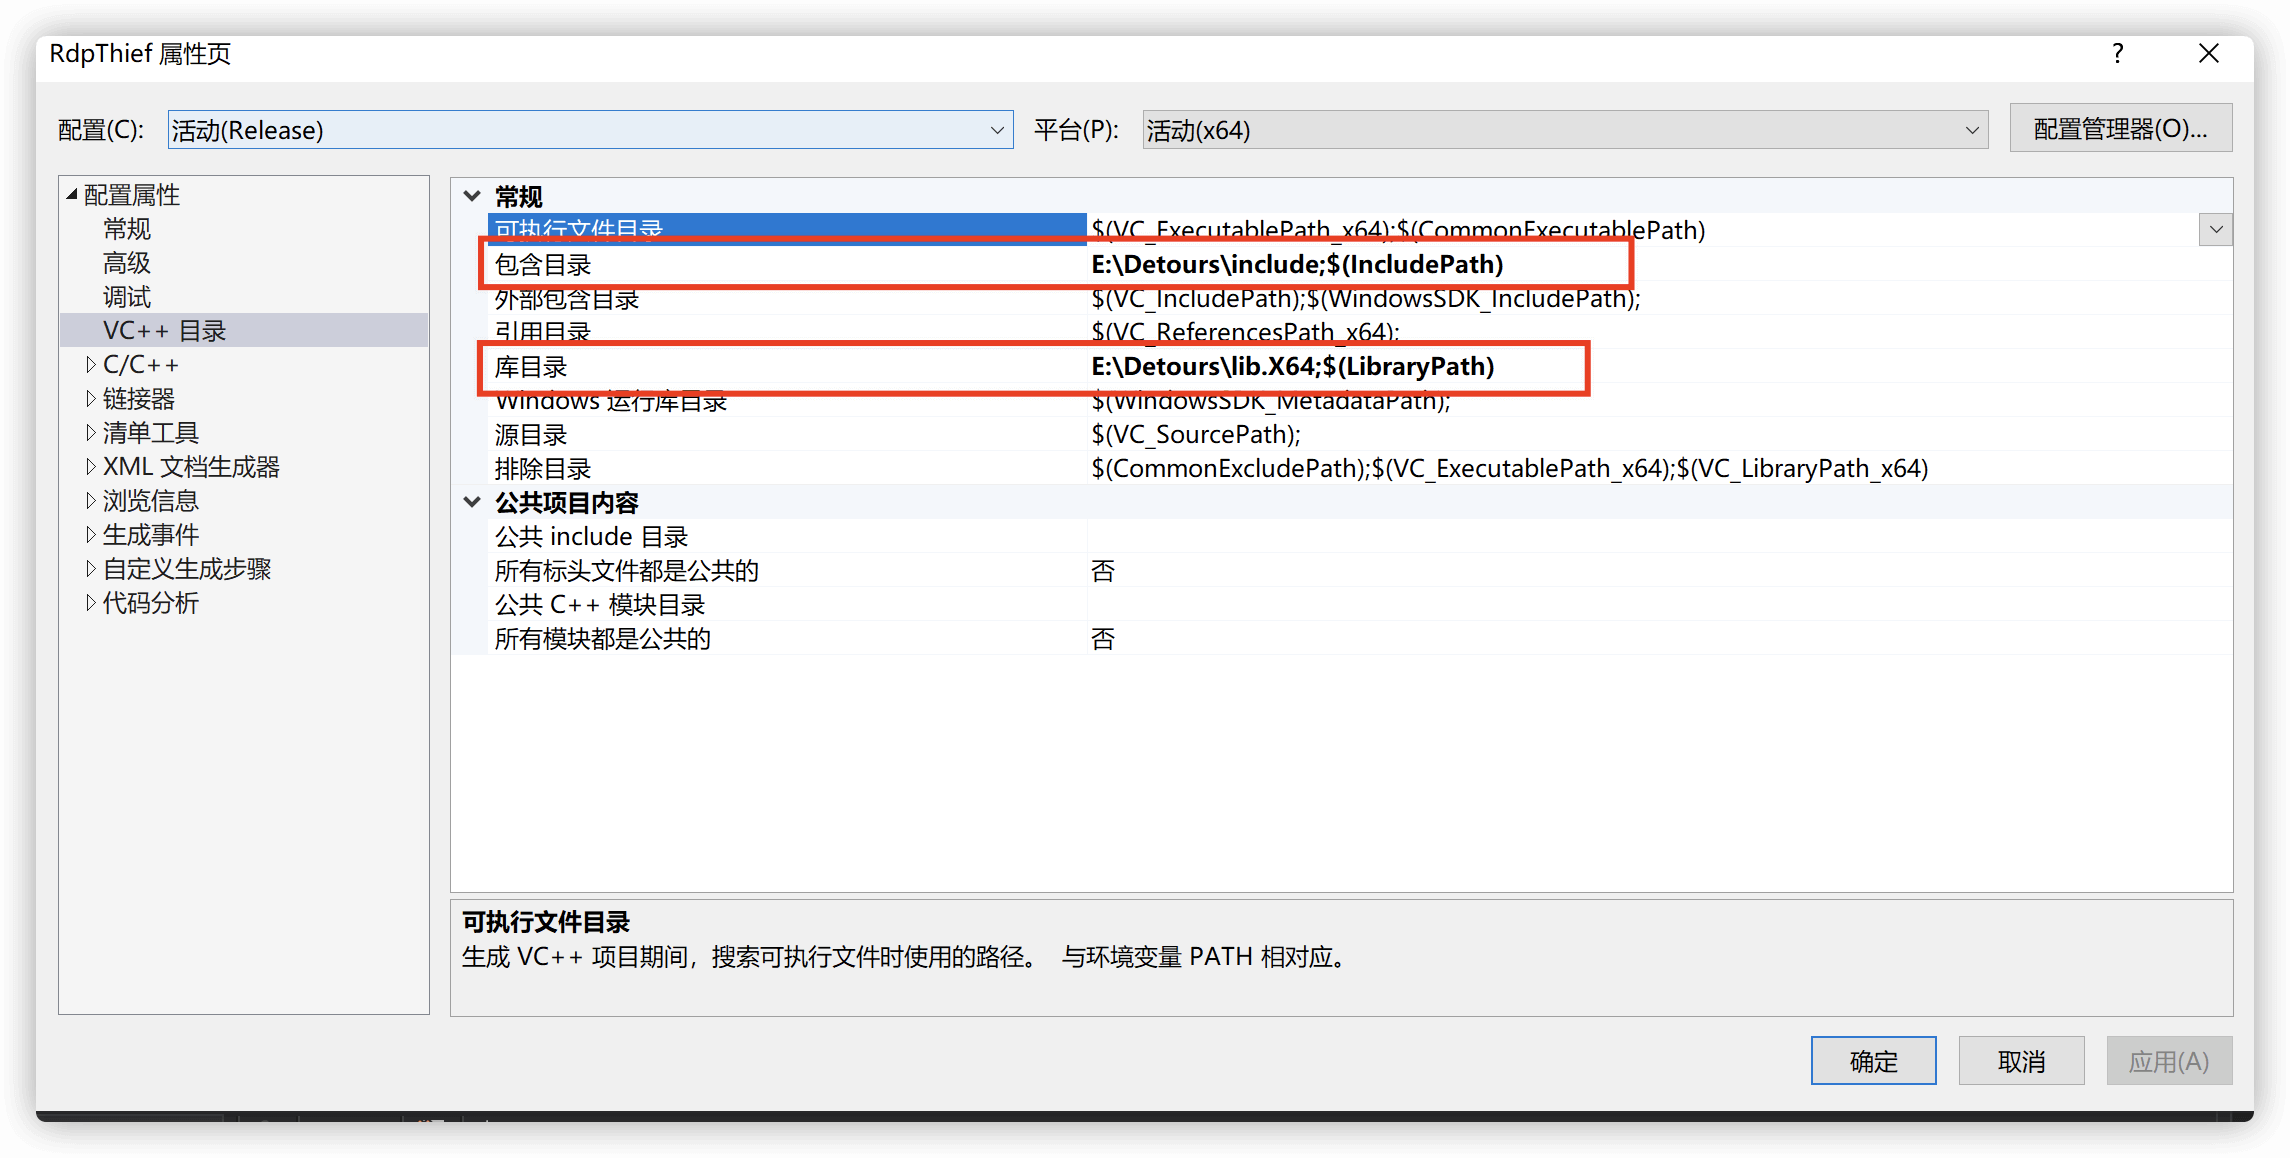 RdpThief 属性页
配置(C): 活动(Release) 平台(P): 活动(x64) 配置管理器(O)...
配置属性
常规
高级
调试
VC++ 目录
C/C++
链接器
清单工具
XML 文档生成器
浏览信息
生成事件
自定义生成步骤
代码分析
常规
可执行文件目录 $(VC_ExecutablePath_x64);$(CommonExecutablePath)
包含目录 E:\Detours\include;$(IncludePath)
外部包含目录 $(VC_IncludePath);$(WindowsSDK_IncludePath);
引用目录 $(VC_ReferencesPath_x64);
库目录 E:\Detours\lib.X64;$(LibraryPath)
Windows 运行库目录 $(WindowsSDK_MetadataPath);
源目录 $(VC_SourcePath);
排除目录 $(CommonExcludePath);$(VC_ExecutablePath_x64);$(VC_LibraryPath_x64)
公共项目内容
公共 include 目录
所有标头文件都是公共的 否
公共 C++ 模块目录
所有模块都是公共的 否
可执行文件目录
生成 VC++ 项目期间，搜索可执行文件时使用的路径。 与环境变量 PATH 相对应。
确定 取消 应用(A)